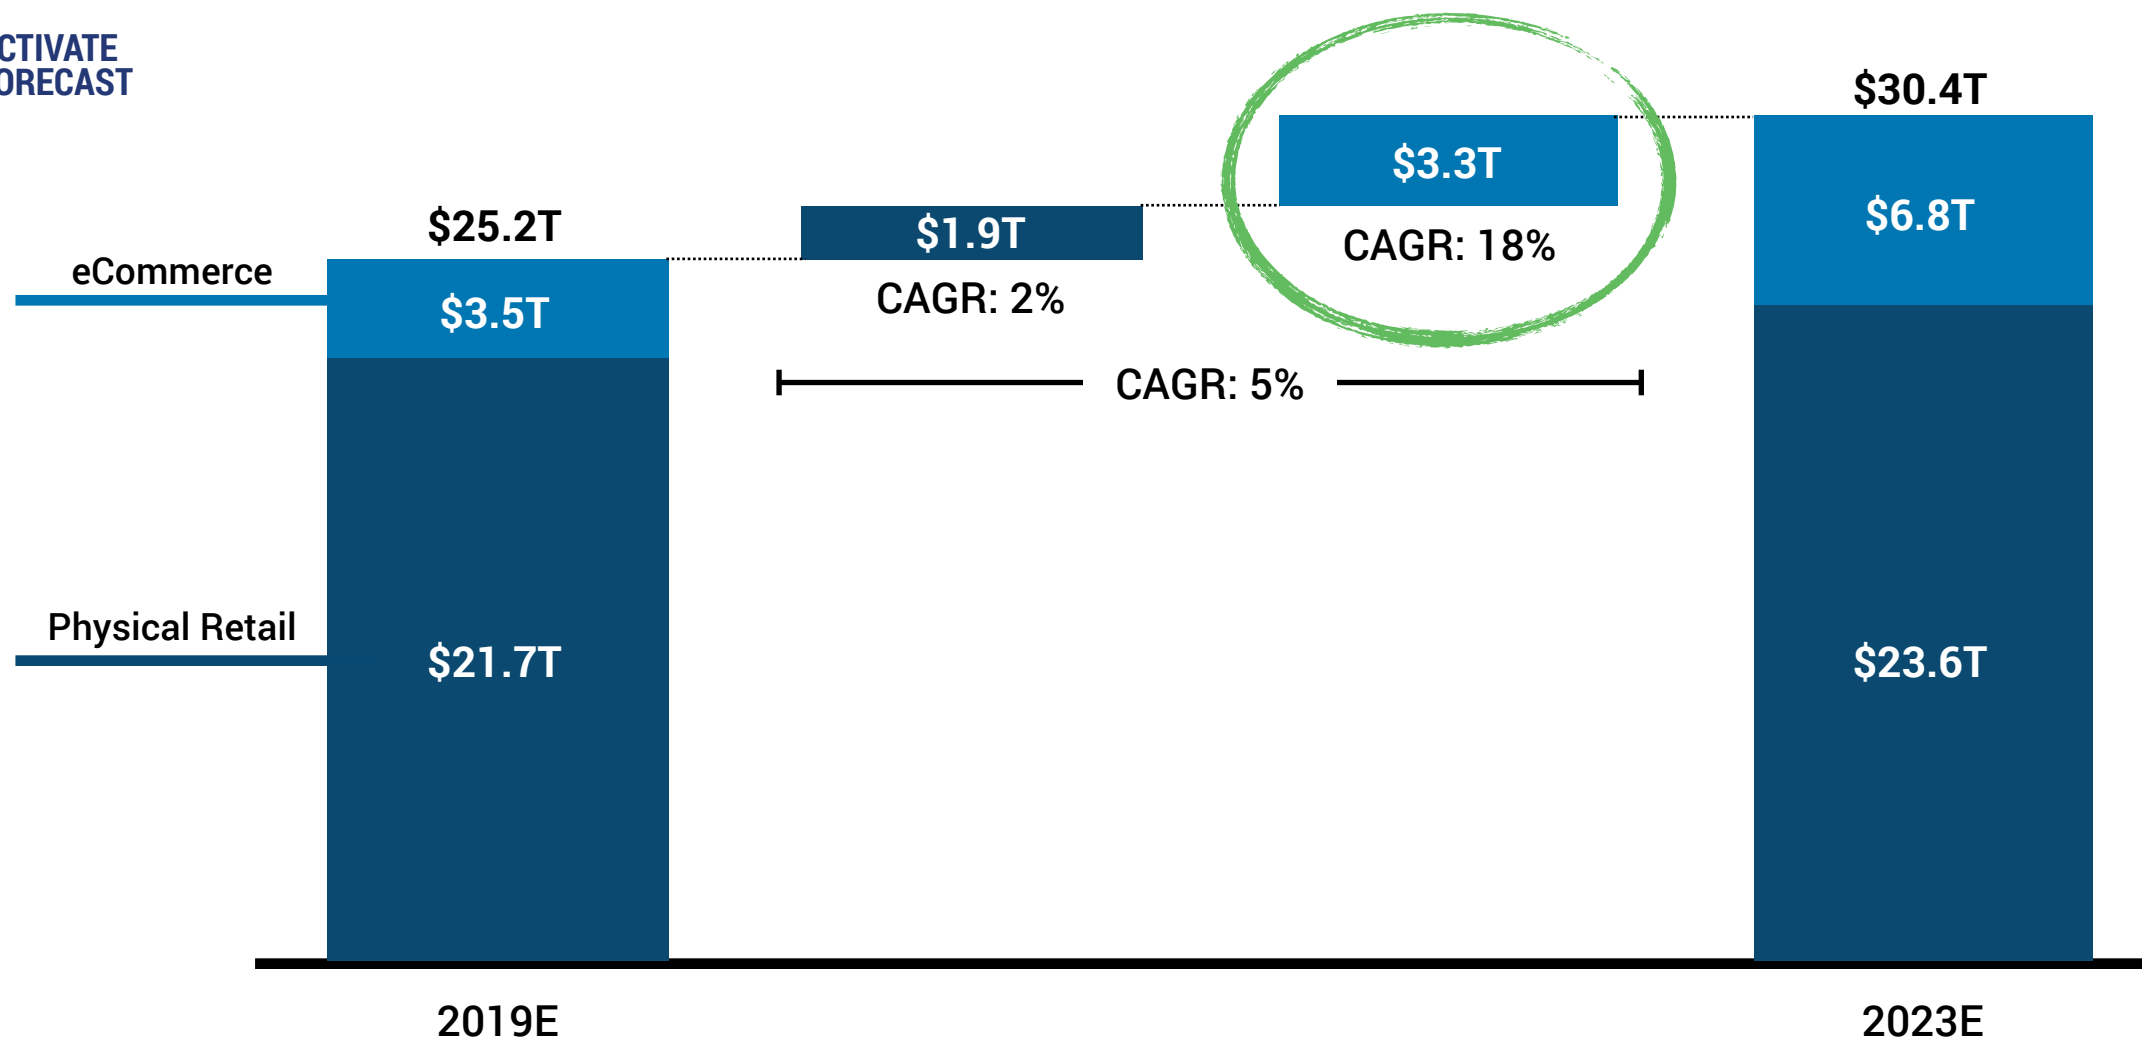 CTIVATE
ORECAST
$30.4T
$3.3T
$6.8T
$25.2T
$1.9T
CAGR: 18%
eCommerce
$3.5T
CAGR: 2%
CAGR: 5%
Physical Retail
$21.7T
$23.6T
2019E
2023E